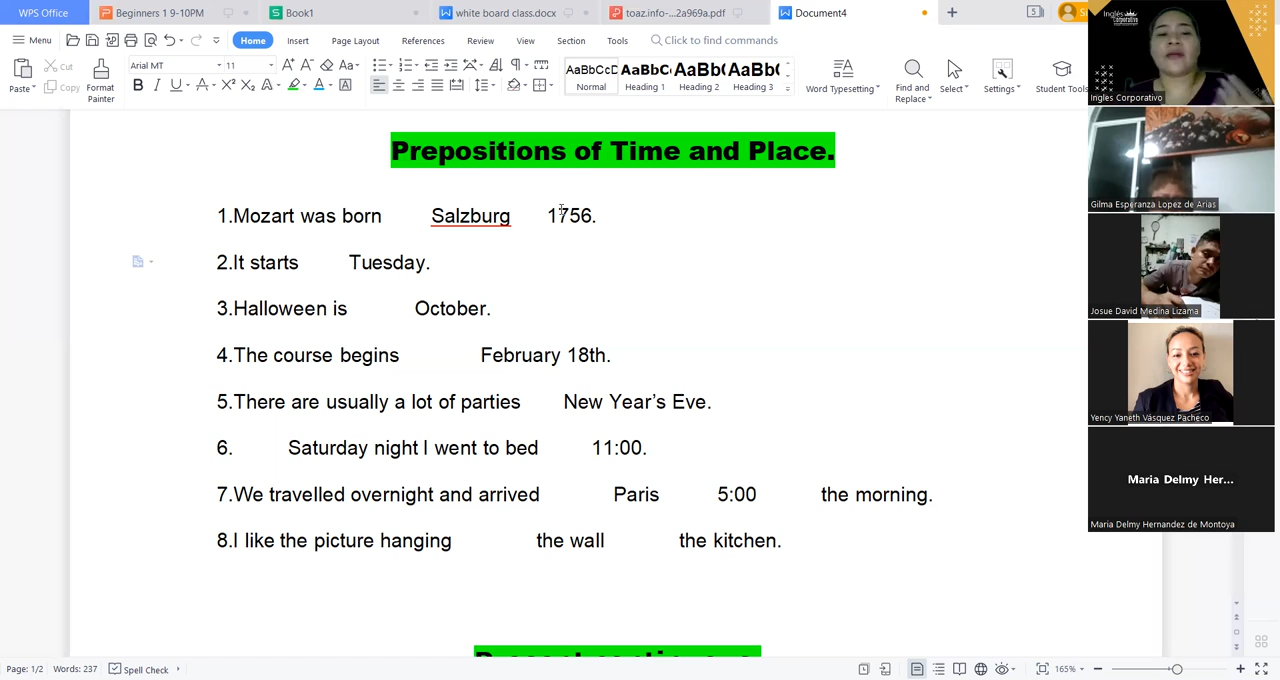 WPS Office Beginners 1 9-10PM Book1 white board class.docx toaz.info-...2a969a.pdf Document4
Menu Home Insert Page Layout References Review View Section Tools Click to find commands
Paste Cut Copy Format Painter Arial MT 11 AaBbCcD Normal AaBbC Heading 1 AaBb( Heading 2 AaBb( Heading 3 Word Typesetting Find and Replace Select Settings Student Tools
Inglés Corporativo
Ingles Corporativo
Prepositions of Time and Place.
1.Mozart was born Salzburg 1756.
2.It starts Tuesday.
3.Halloween is October.
4.The course begins February 18th.
5.There are usually a lot of parties New Year’s Eve.
6. Saturday night I went to bed 11:00.
7.We travelled overnight and arrived Paris 5:00 the morning.
8.I like the picture hanging the wall the kitchen.
Gilma Esperanza Lopez de Arias
Josue David Medina Lizama
Yency Yaneth Vásquez Pacheco
Maria Delmy Her...
Maria Delmy Hernandez de Montoya
Page: 1/2 Words: 237 Spell Check 165%